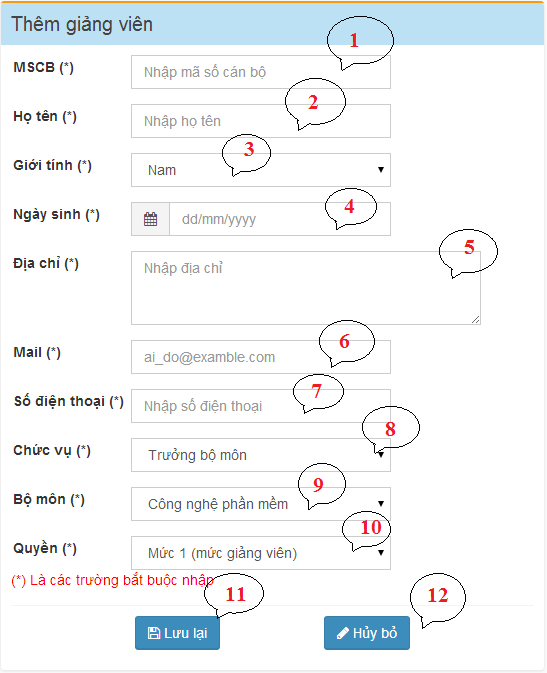 Thêm giảng viên
1
MSCB (*)
Nhập mã số cán bộ
2
Họ tên (*)
Nhập họ tên
3
Giới tính (*)
Nam
4
Ngày sinh (*)
dd/mm/yyyy
5
Địa chỉ (*)
Nhập địa chỉ
6
Mail (*)
ai_do@examble.com
7
Số điện thoại (*)
Nhập số điện thoại
8
Chức vụ (*)
Trưởng bộ môn
9
Bộ môn (*)
Công nghệ phần mềm
10
Quyền (*)
Mức 1 (mức giảng viên)
(*) Là các trường bắt buộc nhập
11
12
Lưu lại
Hủy bỏ